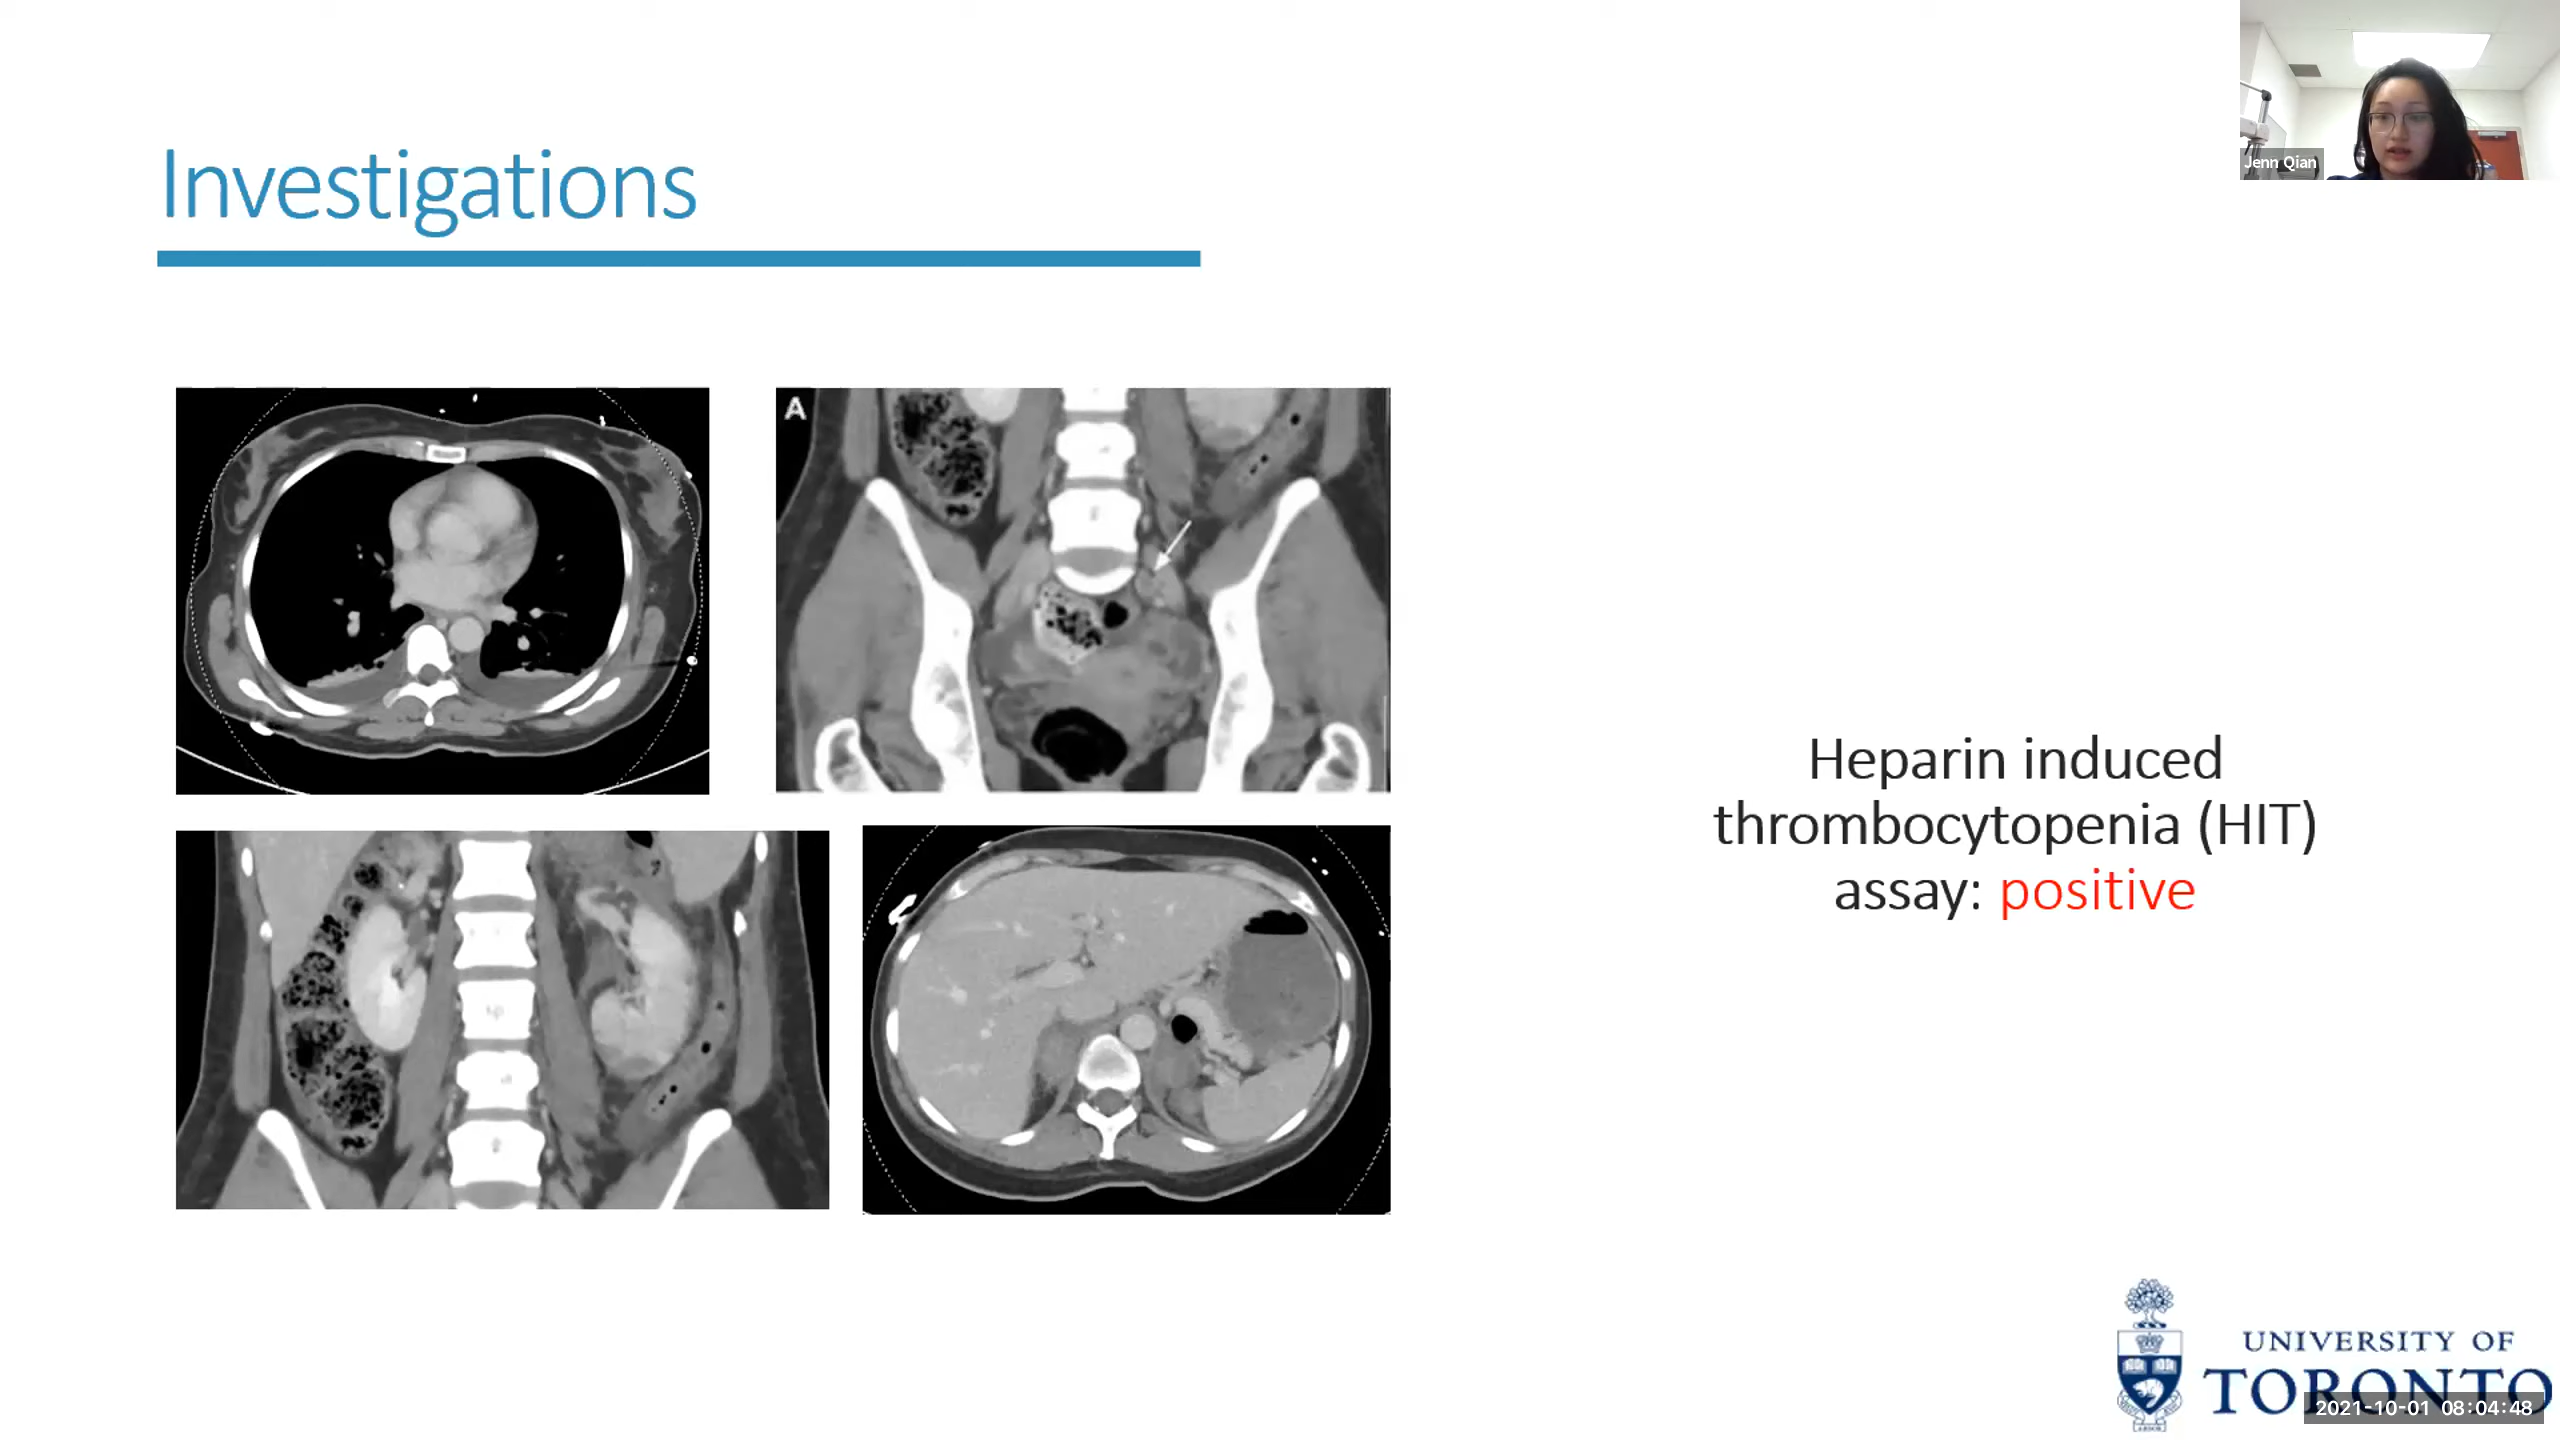 Investigations
Jenn Qian
A
Heparin induced
thrombocytopenia (HIT)
assay: positive
UNIVERSITY OF
TORONTO
2021-10-01 08:04:48